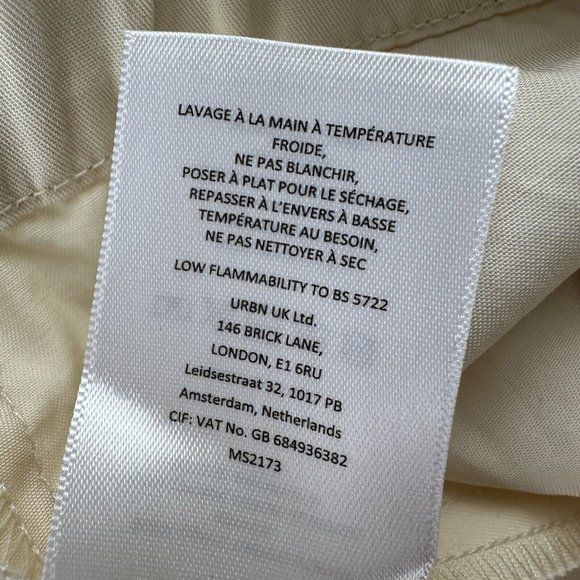 LAVAGE À LA MAIN À TEMPÉRATURE
FROIDE,
NE PAS BLANCHIR,
POSER À PLAT POUR LE SÉCHAGE,
REPASSER À L'ENVERS À BASSE
TEMPÉRATURE AU BESOIN,
NE PAS NETTOYER À SEC
LOW FLAMMABILITY TO BS 5722
URBN UK Ltd.
146 BRICK LANE,
LONDON, E1 6RU
Leidsestraat 32, 1017 PB
Amsterdam, Netherlands
CIF: VAT No. GB 684936382
MS2173